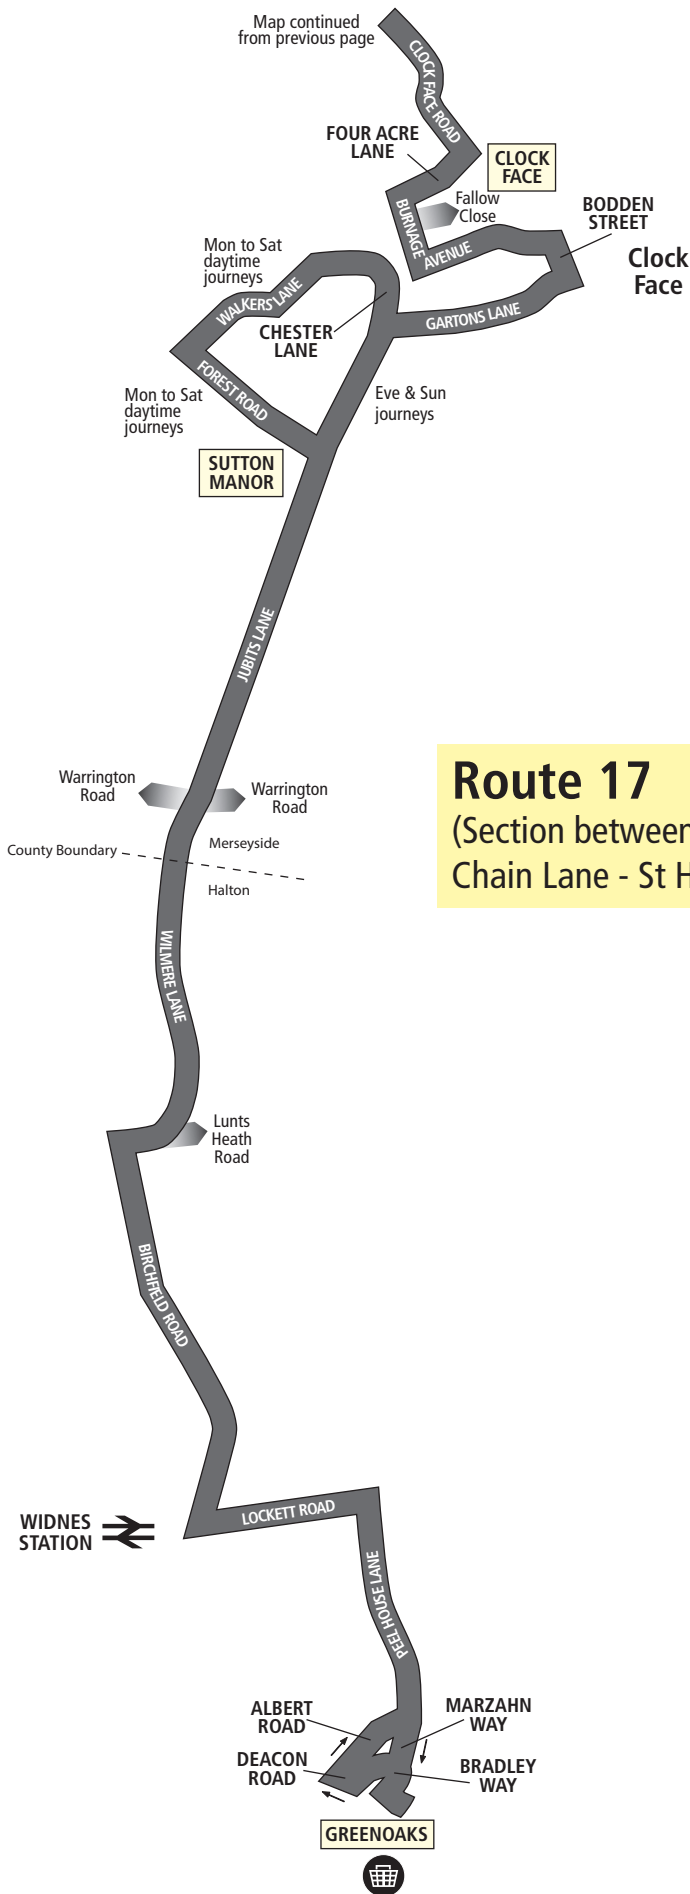 Map continued
from previous page
CLOCK FACE ROAD
FOUR ACRE
LANE
CLOCK
FACE
Fallow
Close
BURNAGE
AVENUE
BODDEN
STREET
Clock
Face
Mon to Sat
daytime
journeys
WALKERS LANE
CHESTER
LANE
GARTONS LANE
FOREST ROAD
Mon to Sat
daytime
journeys
Eve & Sun
journeys
SUTTON
MANOR
JUBITS LANE
Warrington
Road
Warrington
Road
Route 17
(Section between
Chain Lane - St H
County Boundary
Merseyside
Halton
WILMERE LANE
Lunts
Heath
Road
BIRCHFIELD ROAD
LOCKETT ROAD
WIDNES
STATION
PEEL HOUSE LANE
ALBERT
ROAD
MARZAHN
WAY
DEACON
ROAD
BRADLEY
WAY
GREENOAKS